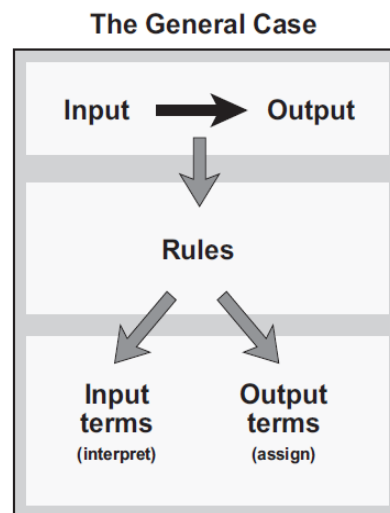 The General Case
Input Output
Rules
Input Output
terms terms
(interpret) (assign)